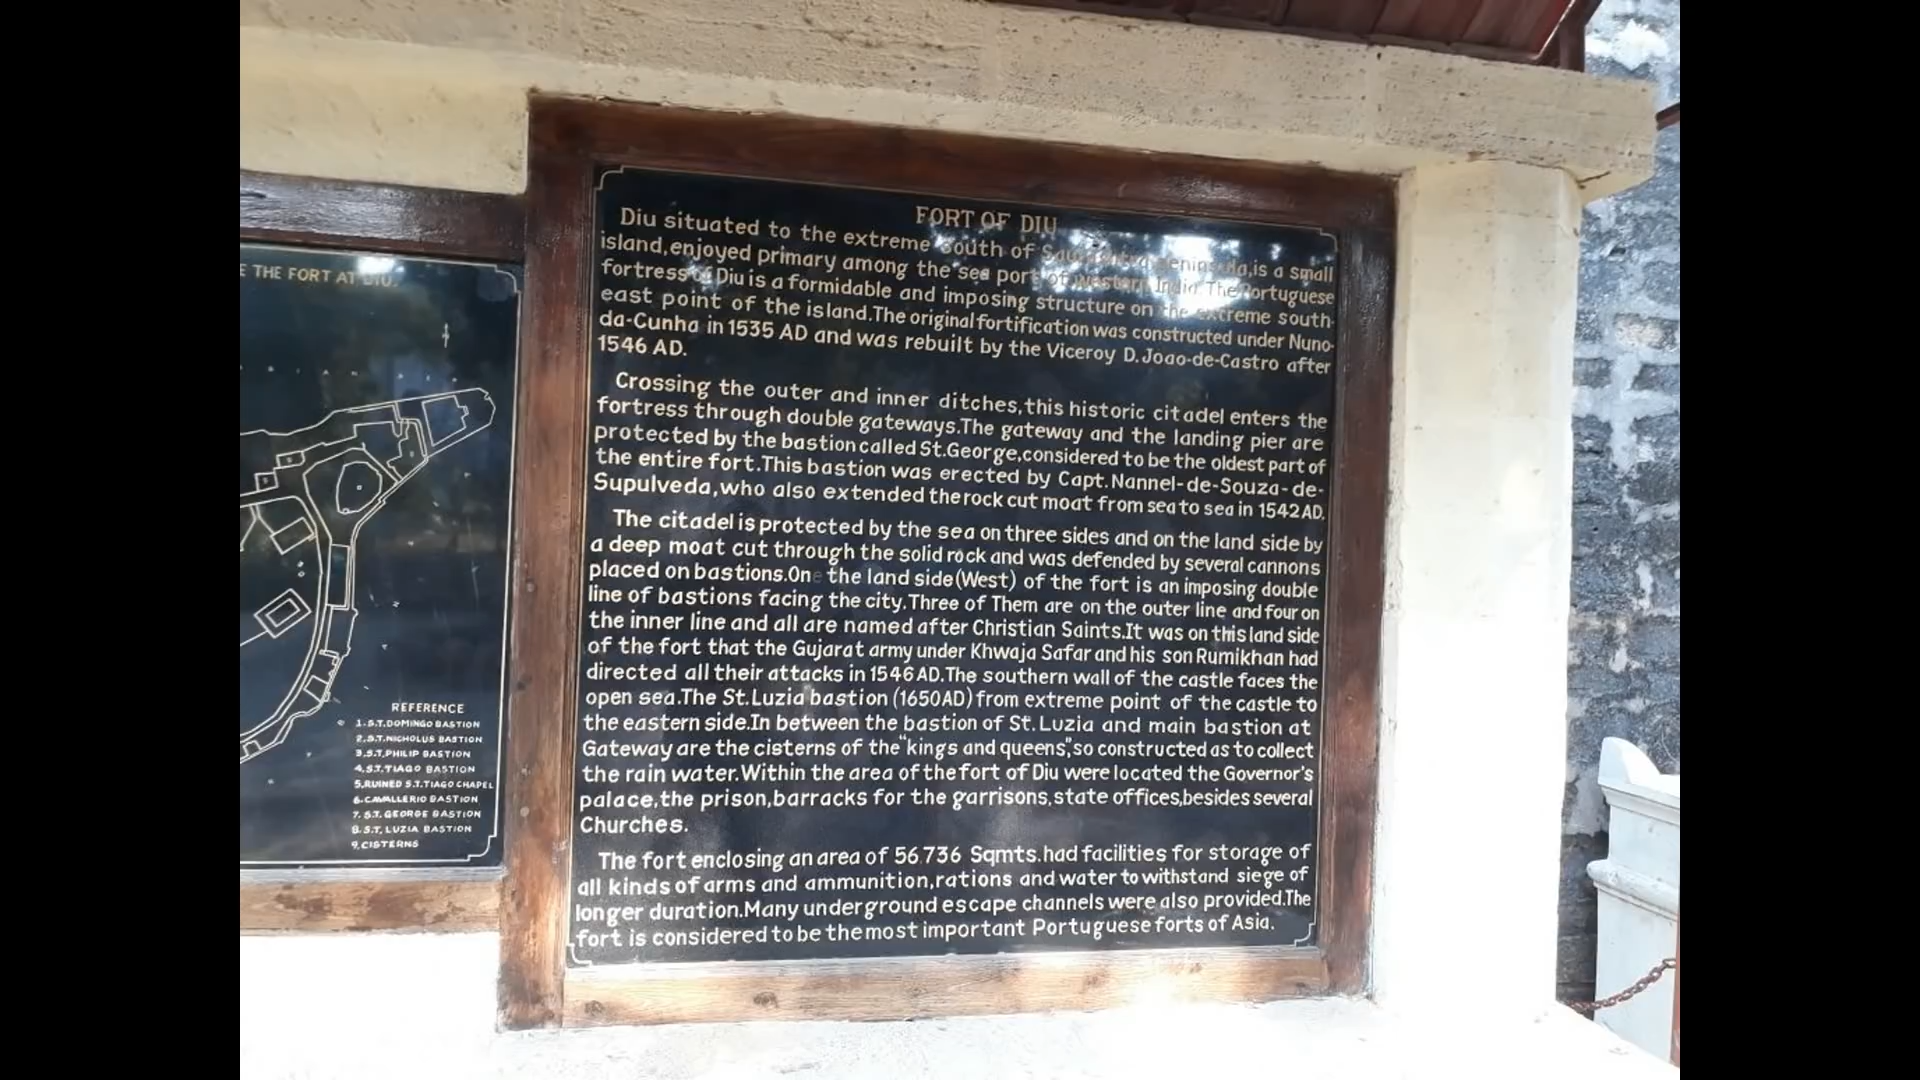 E THE FORT AT DIU.
REFERENCE
1.S.T.DOMINGO BASTION
2.S.T.NICHOLUS BASTION
3.S.T.PHILIP BASTION
4.S.T.TIAGO BASTION
5.RUINED S.T.TIAGO CHAPEL
6.CAVALLERIO BASTION
7.S.T.GEORGE BASTION
8.S.T.LUZIA BASTION
9.CISTERNS
FORT OF DIU
Diu situated to the extreme south of Saurashtra peninsula,is a small
island,enjoyed primary among the sea port of western India.The Portuguese
fortress of Diu is a formidable and imposing structure on the extreme south-
east point of the island.The original fortification was constructed under Nuno-
da-Cunha in 1535 AD and was rebuilt by the Viceroy D.Joao-de-Castro after
1546 AD.
Crossing the outer and inner ditches,this historic citadel enters the
fortress through double gateways.The gateway and the landing pier are
protected by the bastion called St.George,considered to be the oldest part of
the entire fort.This bastion was erected by Capt.Nannel-de-Souza-de-
Supulveda,who also extended the rock cut moat from sea to sea in 1542 AD.
The citadel is protected by the sea on three sides and on the land side by
a deep moat cut through the solid rock and was defended by several cannons
placed on bastions.One the land side(West) of the fort is an imposing double
line of bastions facing the city.Three of Them are on the outer line and four on
the inner line and all are named after Christian Saints.It was on this land side
of the fort that the Gujarat army under Khwaja Safar and his son Rumikhan had
directed all their attacks in 1546 AD.The southern wall of the castle faces the
open sea.The St.Luzia bastion (1650AD) from extreme point of the castle to
the eastern side.In between the bastion of St.Luzia and main bastion at
Gateway are the cisterns of the "kings and queens",so constructed as to collect
the rain water.Within the area of the fort of Diu were located the Governor's
palace,the prison,barracks for the garrisons,state offices,besides several
Churches.
The fort enclosing an area of 56.736 Sqmts.had facilities for storage of
all kinds of arms and ammunition,rations and water to withstand siege of
longer duration.Many underground escape channels were also provided.The
fort is considered to be the most important Portuguese forts of Asia.